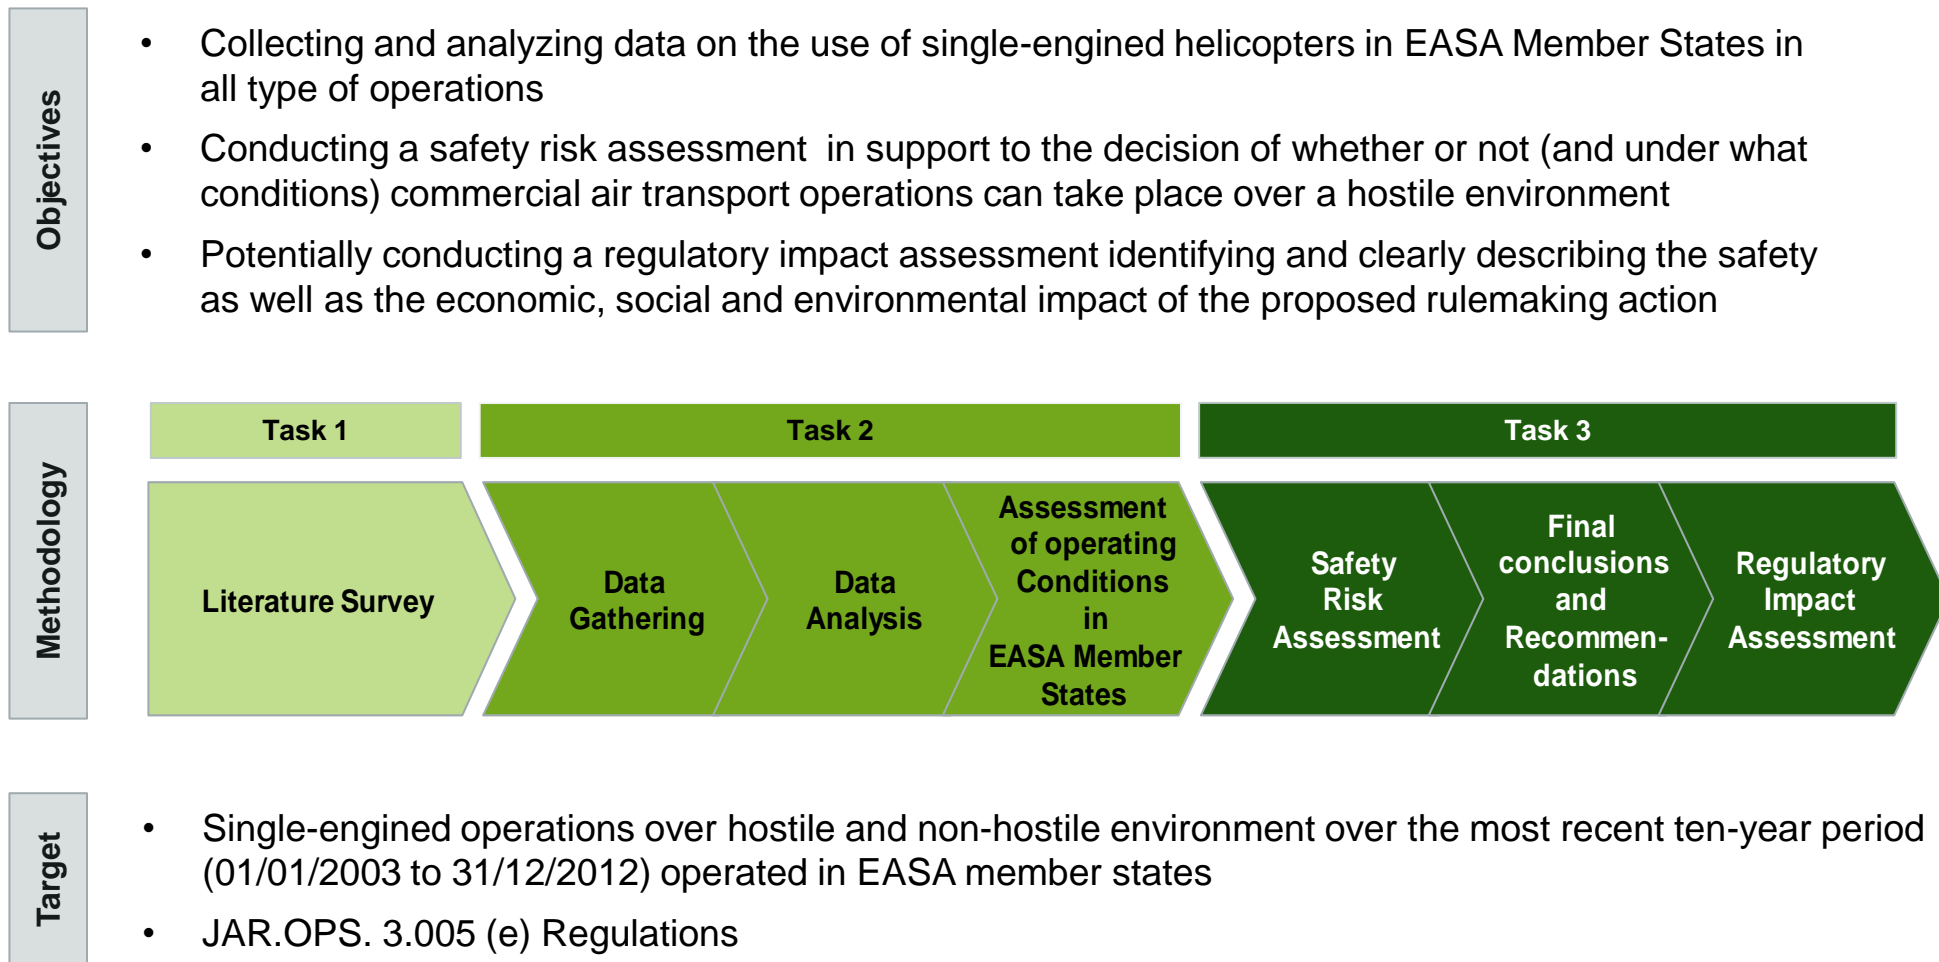 Objectives
• Collecting and analyzing data on the use of single-engined helicopters in EASA Member States in
all type of operations
• Conducting a safety risk assessment in support to the decision of whether or not (and under what
conditions) commercial air transport operations can take place over a hostile environment
• Potentially conducting a regulatory impact assessment identifying and clearly describing the safety
as well as the economic, social and environmental impact of the proposed rulemaking action
Methodology
Task 1
Task 2
Task 3
Literature Survey
Data
Gathering
Data
Analysis
Assessment
of operating
Conditions
in
EASA Member
States
Safety
Risk
Assessment
Final
conclusions
and
Recommen-
dations
Regulatory
Impact
Assessment
Target
• Single-engined operations over hostile and non-hostile environment over the most recent ten-year period
(01/01/2003 to 31/12/2012) operated in EASA member states
• JAR.OPS. 3.005 (e) Regulations